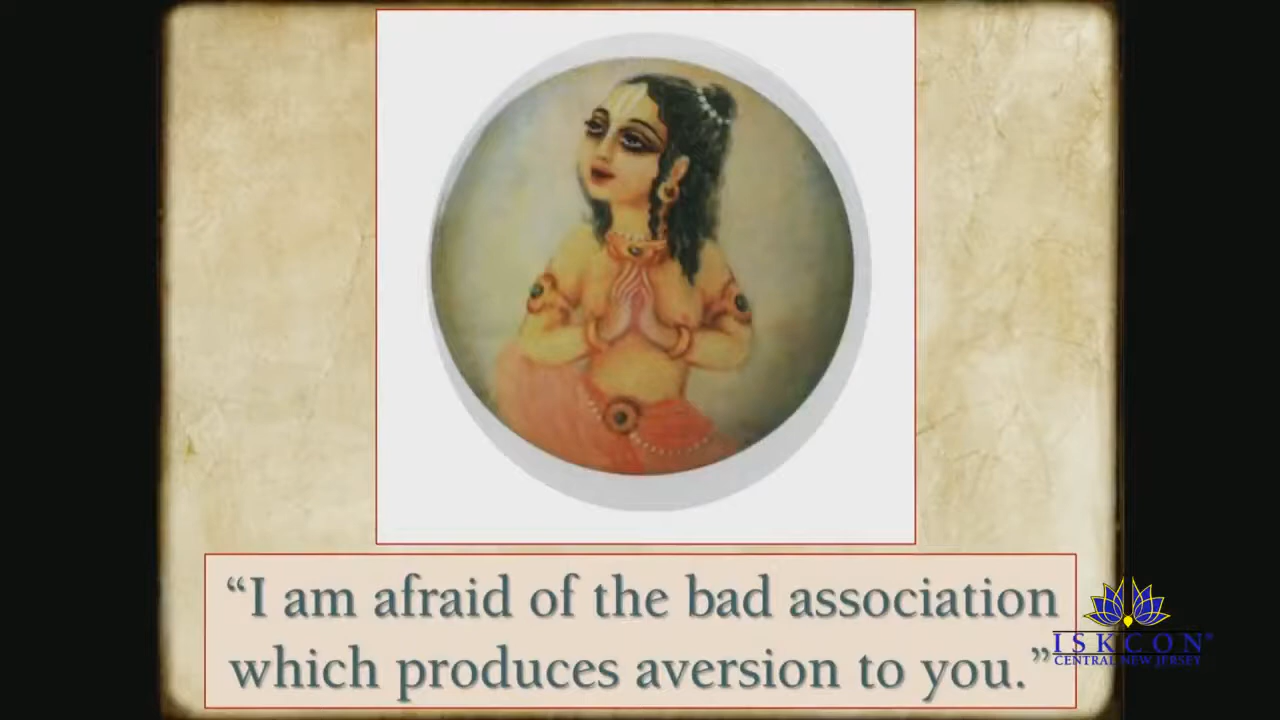 “I am afraid of the bad association
which produces aversion to you.”
ISKCON®
CENTRAL NEW JERSEY